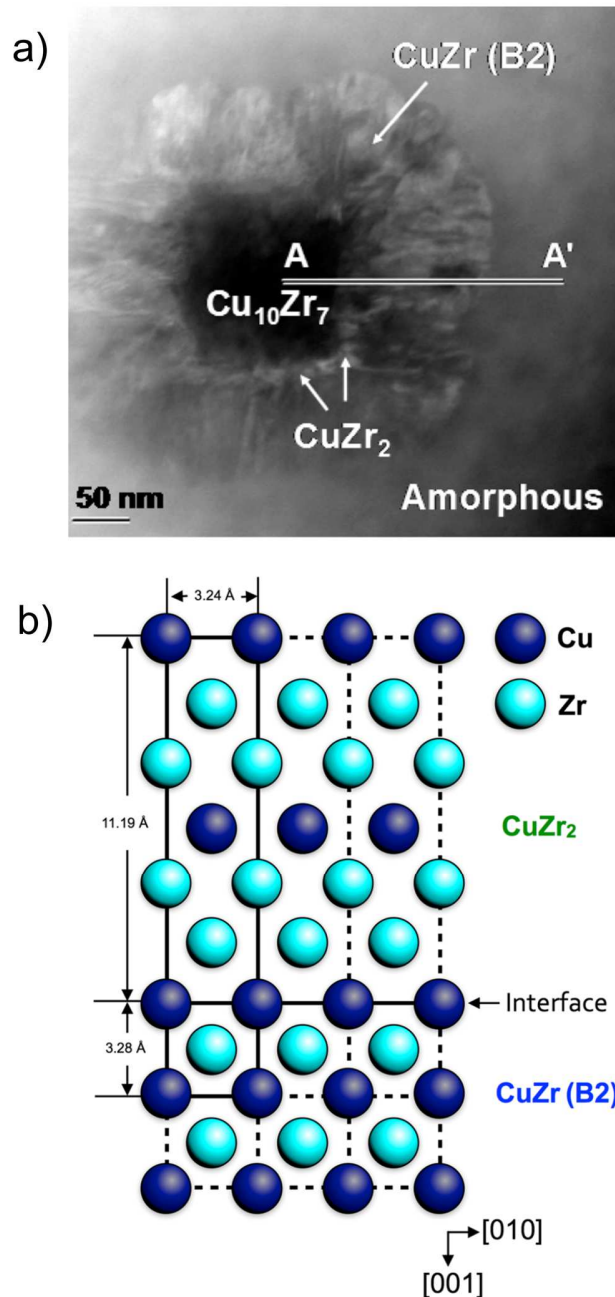 a)
CuZr (B2)
A A'
Cu₁₀Zr₇
CuZr₂
50 nm
Amorphous
b)
3.24 Å
Cu
Zr
11.19 Å
CuZr₂
Interface
3.28 Å
CuZr (B2)
[010]
[001]